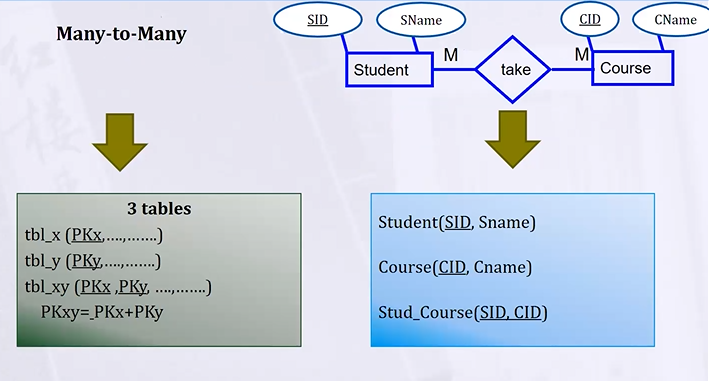 Many-to-Many
SID
SName
CID
CName
Student
M
take
M
Course
3 tables
tbl_x (PKx,….,…….)
tbl_y (PKy,….,…….)
tbl_xy (PKx ,PKy, ….,…….)
PKxy= PKx+PKy
Student(SID, Sname)
Course(CID, Cname)
Stud_Course(SID, CID)